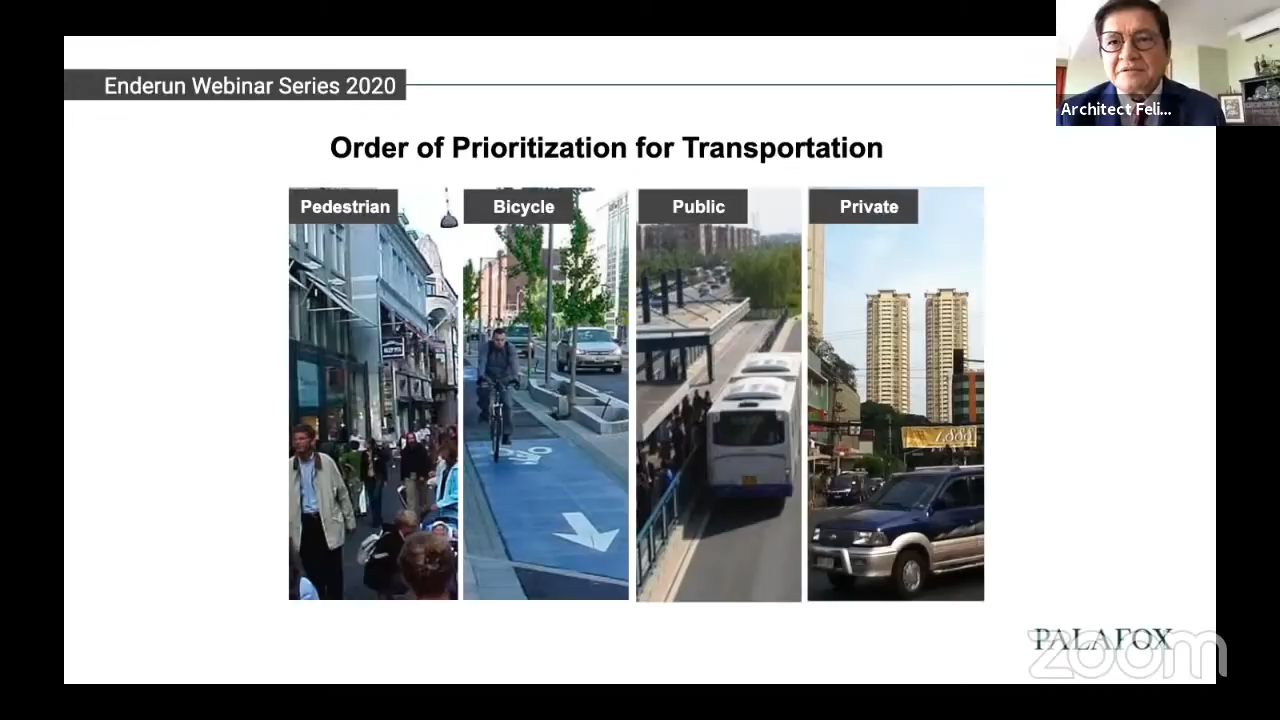 Enderun Webinar Series 2020
Architect Feli...
Order of Prioritization for Transportation
Pedestrian
Bicycle
Public
Private
PALAFOX
zoom